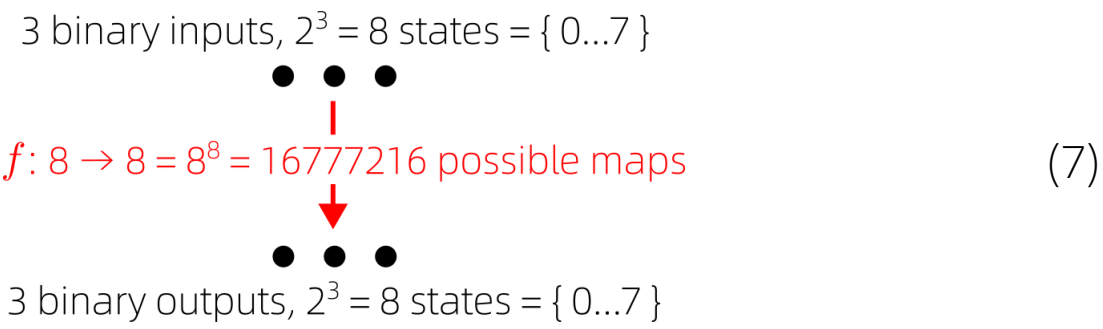 3 binary inputs, 2³ = 8 states = { 0...7 }
f: 8 → 8 = 8⁸ = 16777216 possible maps
(7)
3 binary outputs, 2³ = 8 states = { 0...7 }